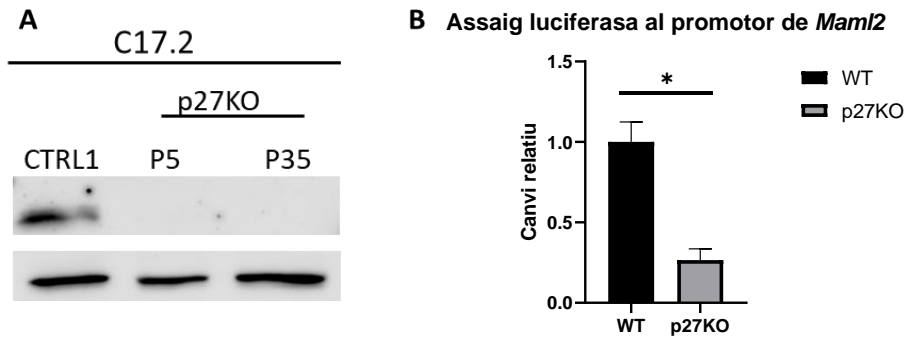 A
C17.2
p27KO
CTRL1 P5 P35
B Assaig luciferasa al promotor de Maml2
1.5
1.0
0.5
0.0
Canvi relatiu
*
WT p27KO
WT
p27KO